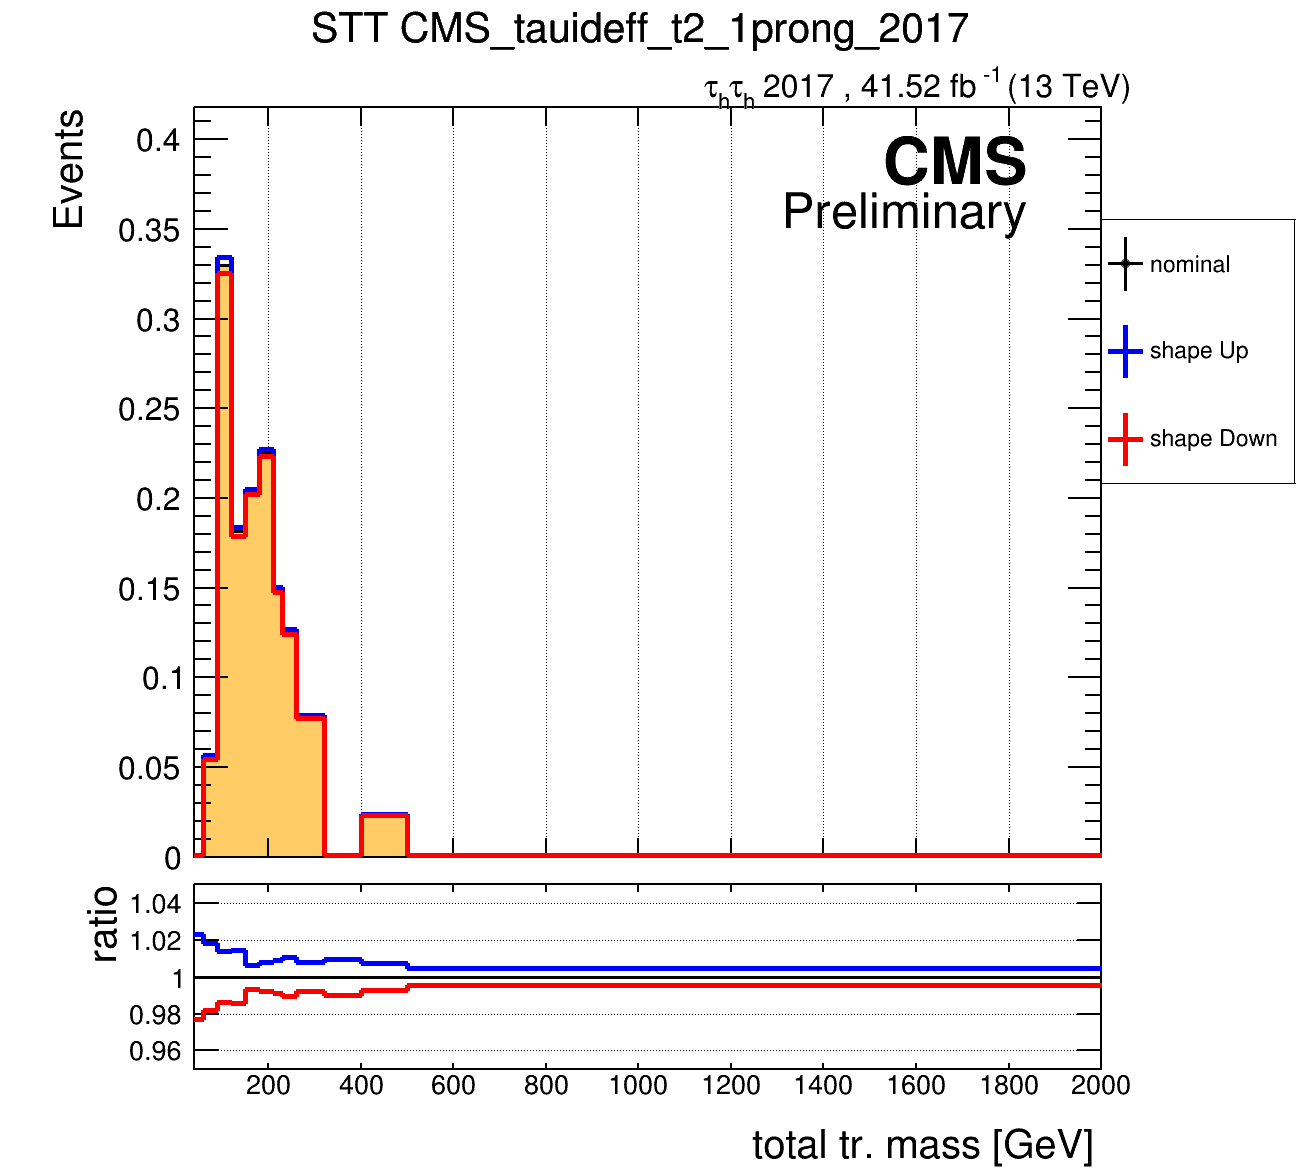 STT CMS_tauideff_t2_1prong_2017
τhτh 2017 , 41.52 fb -1 (13 TeV)
Events
CMS
Preliminary
0.4
0.35
0.3
0.25
0.2
0.15
0.1
0.05
0
nominal
shape Up
shape Down
ratio
1.04
1.02
1
0.98
0.96
200 400 600 800 1000 1200 1400 1600 1800 2000
total tr. mass [GeV]